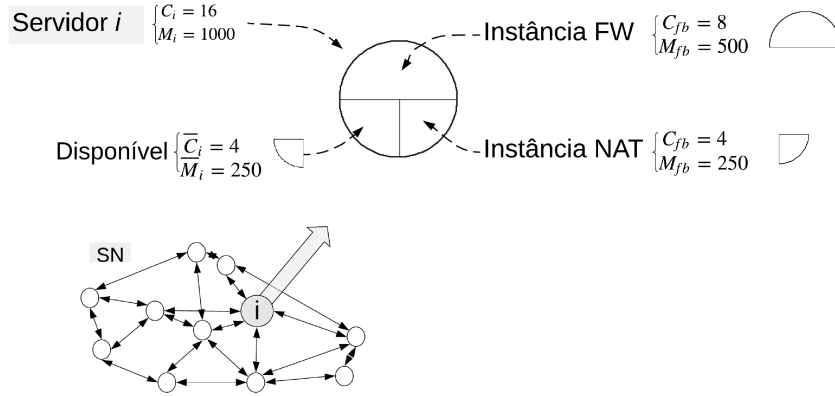 Servidor i
C_i = 16
M_i = 1000
Instância FW
C_fb = 8
M_fb = 500
Disponível
C̅_i = 4
M̅_i = 250
Instância NAT
C_fb = 4
M_fb = 250
SN
i